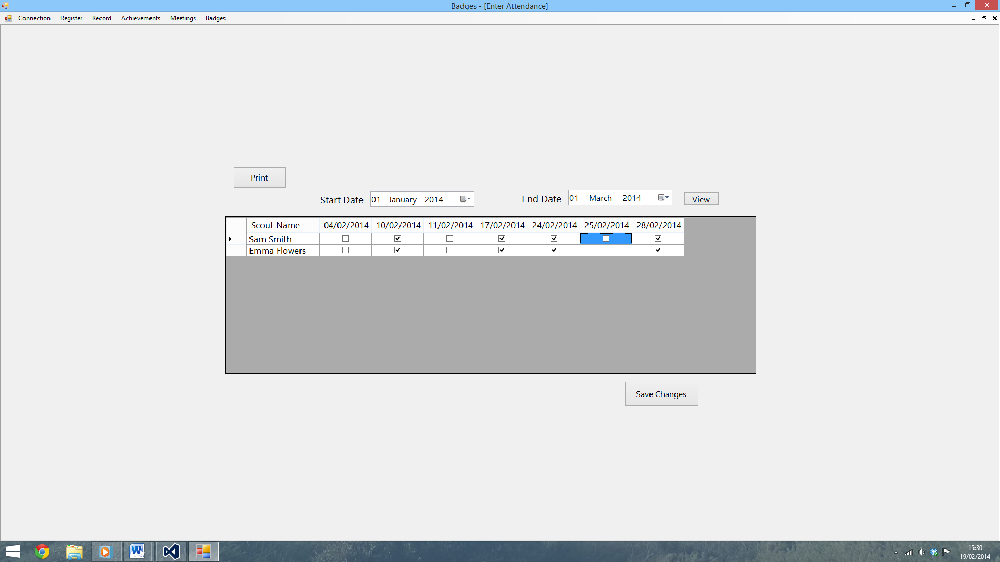 Badges - [Enter Attendance]
Connection Register Record Achievements Meetings Badges
Print
Start Date 01 January 2014 End Date 01 March 2014 View
Scout Name 04/02/2014 10/02/2014 11/02/2014 17/02/2014 24/02/2014 25/02/2014 28/02/2014
Sam Smith
Emma Flowers
Save Changes
15:30
19/02/2014